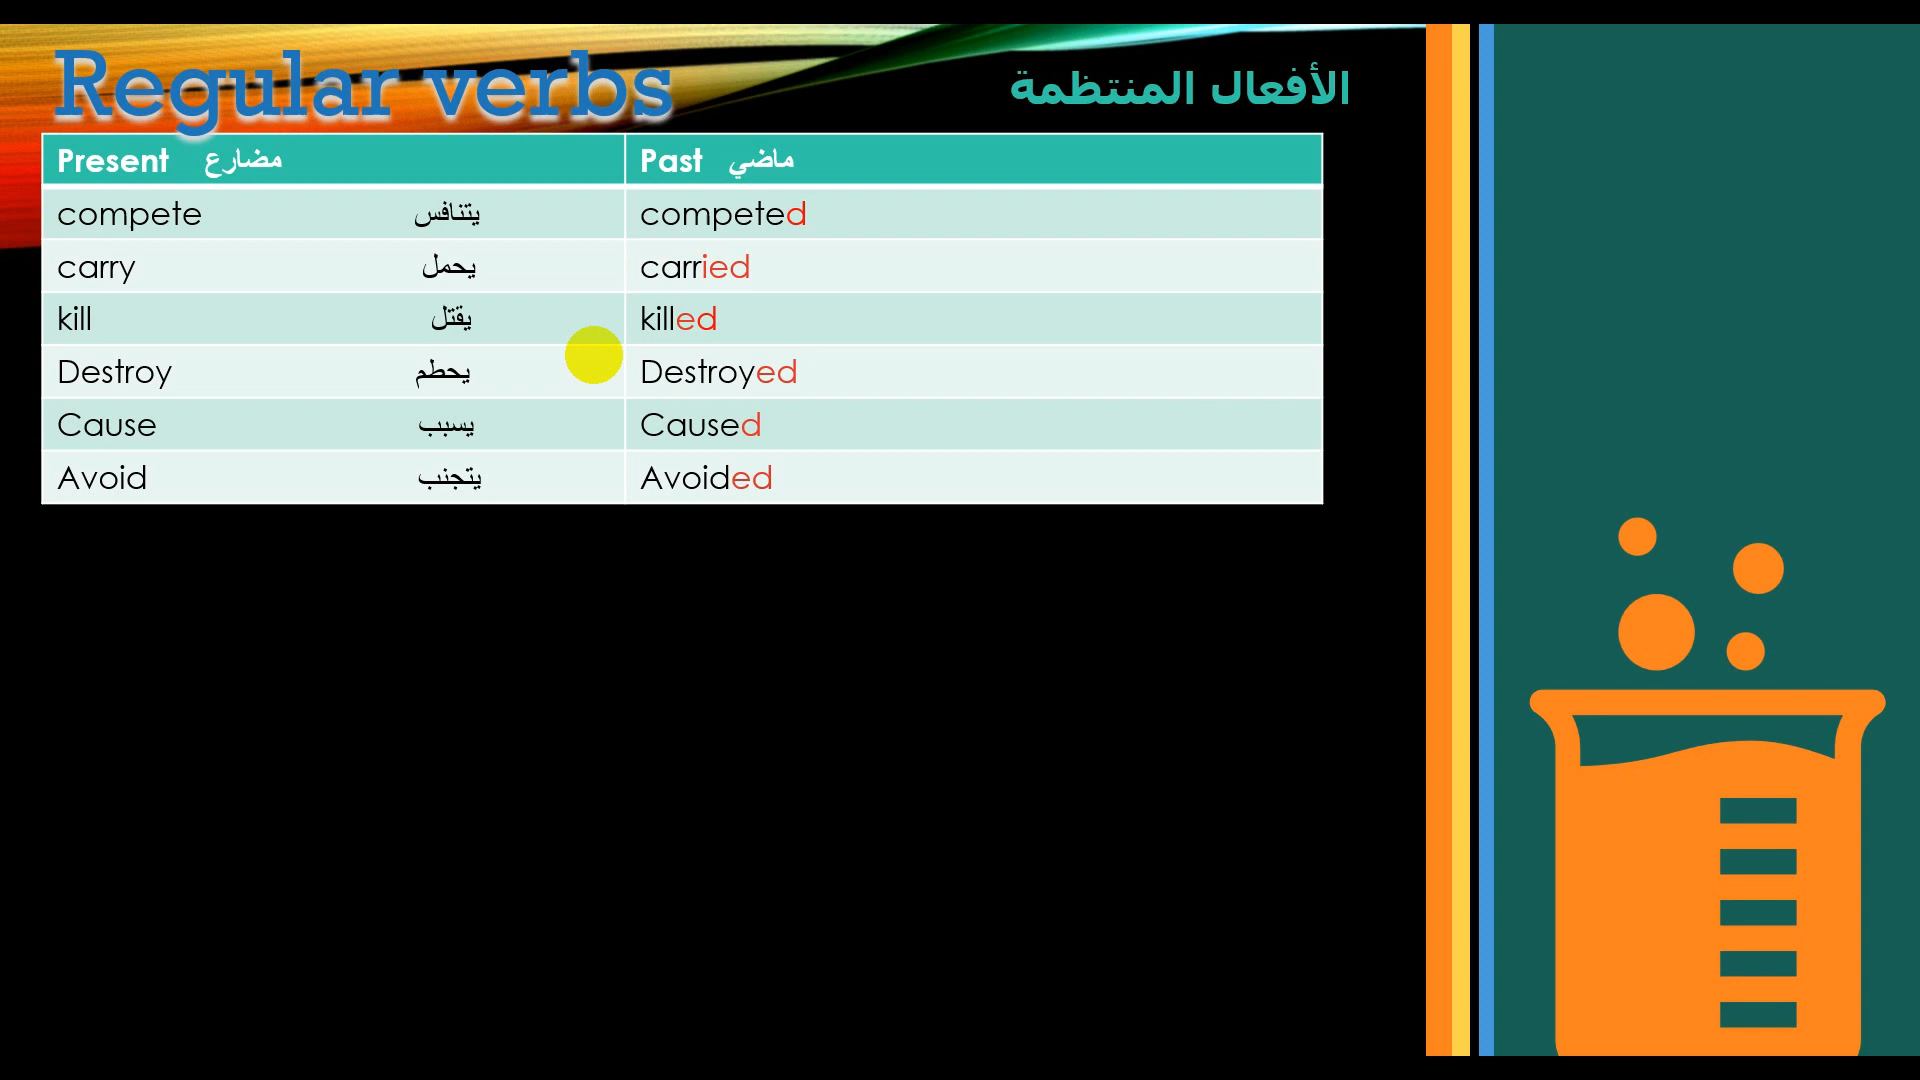 Regular verbs
الأفعال المنتظمة
Present مضارع Past ماضي
compete يتنافس competed
carry يحمل carried
kill يقتل killed
Destroy يحطم Destroyed
Cause يسبب Caused
Avoid يتجنب Avoided